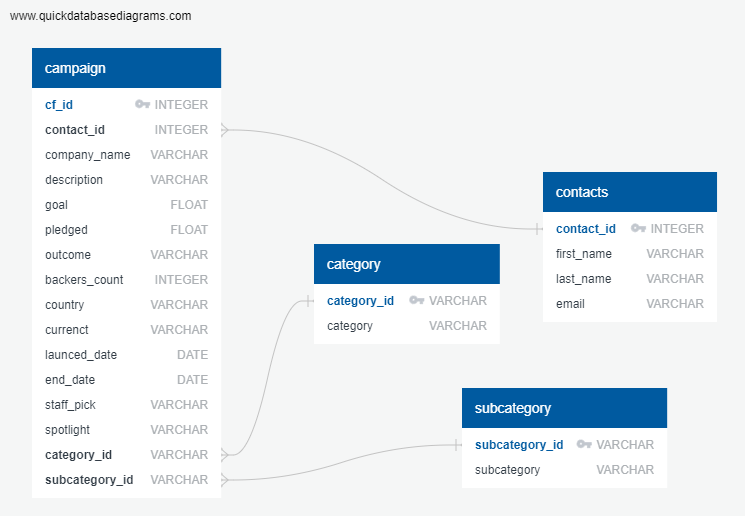 www.quickdatabasediagrams.com
campaign
cf_id INTEGER
contact_id INTEGER
company_name VARCHAR
description VARCHAR
goal FLOAT
pledged FLOAT
outcome VARCHAR
backers_count INTEGER
country VARCHAR
currenct VARCHAR
launced_date DATE
end_date DATE
staff_pick VARCHAR
spotlight VARCHAR
category_id VARCHAR
subcategory_id VARCHAR
contacts
contact_id INTEGER
first_name VARCHAR
last_name VARCHAR
email VARCHAR
category
category_id VARCHAR
category VARCHAR
subcategory
subcategory_id VARCHAR
subcategory VARCHAR